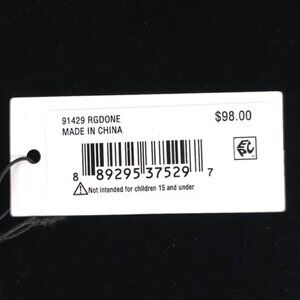 91429 RGDONE $98.00
MADE IN CHINA
8 89295 37529 7
Not intended for children 15 and under